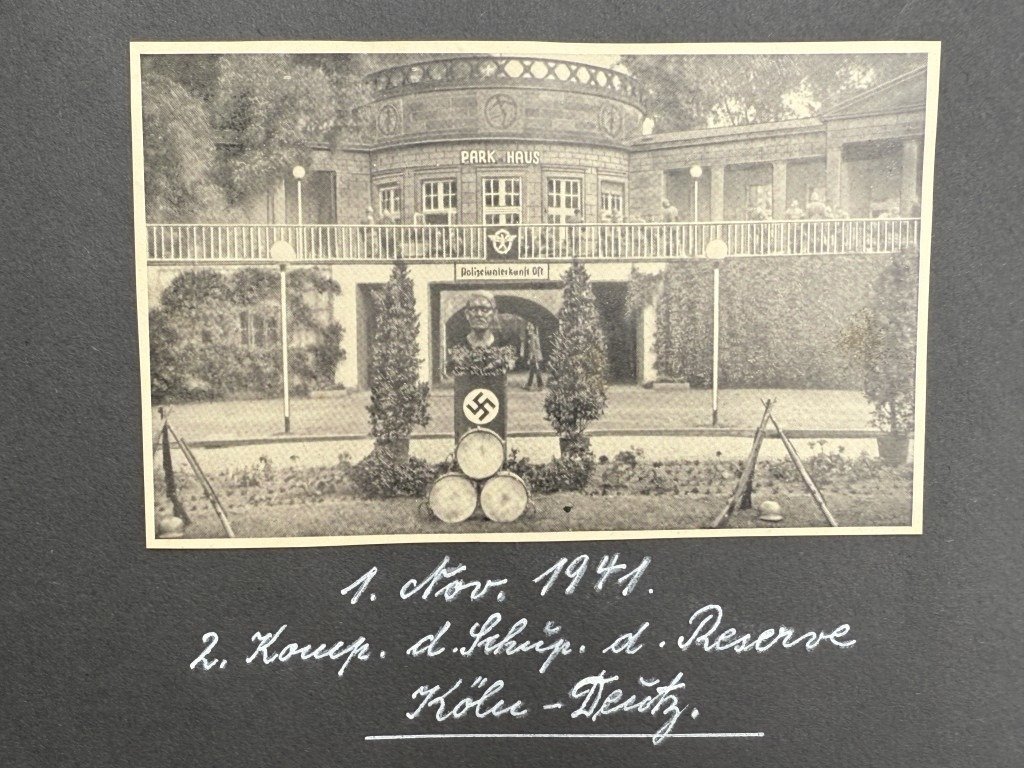 PARK HAUS
Polizeiunterkunft Ost
1. Nov. 1941.
2. Komp. d. Schup. d. Reserve
Köln - Deutz.